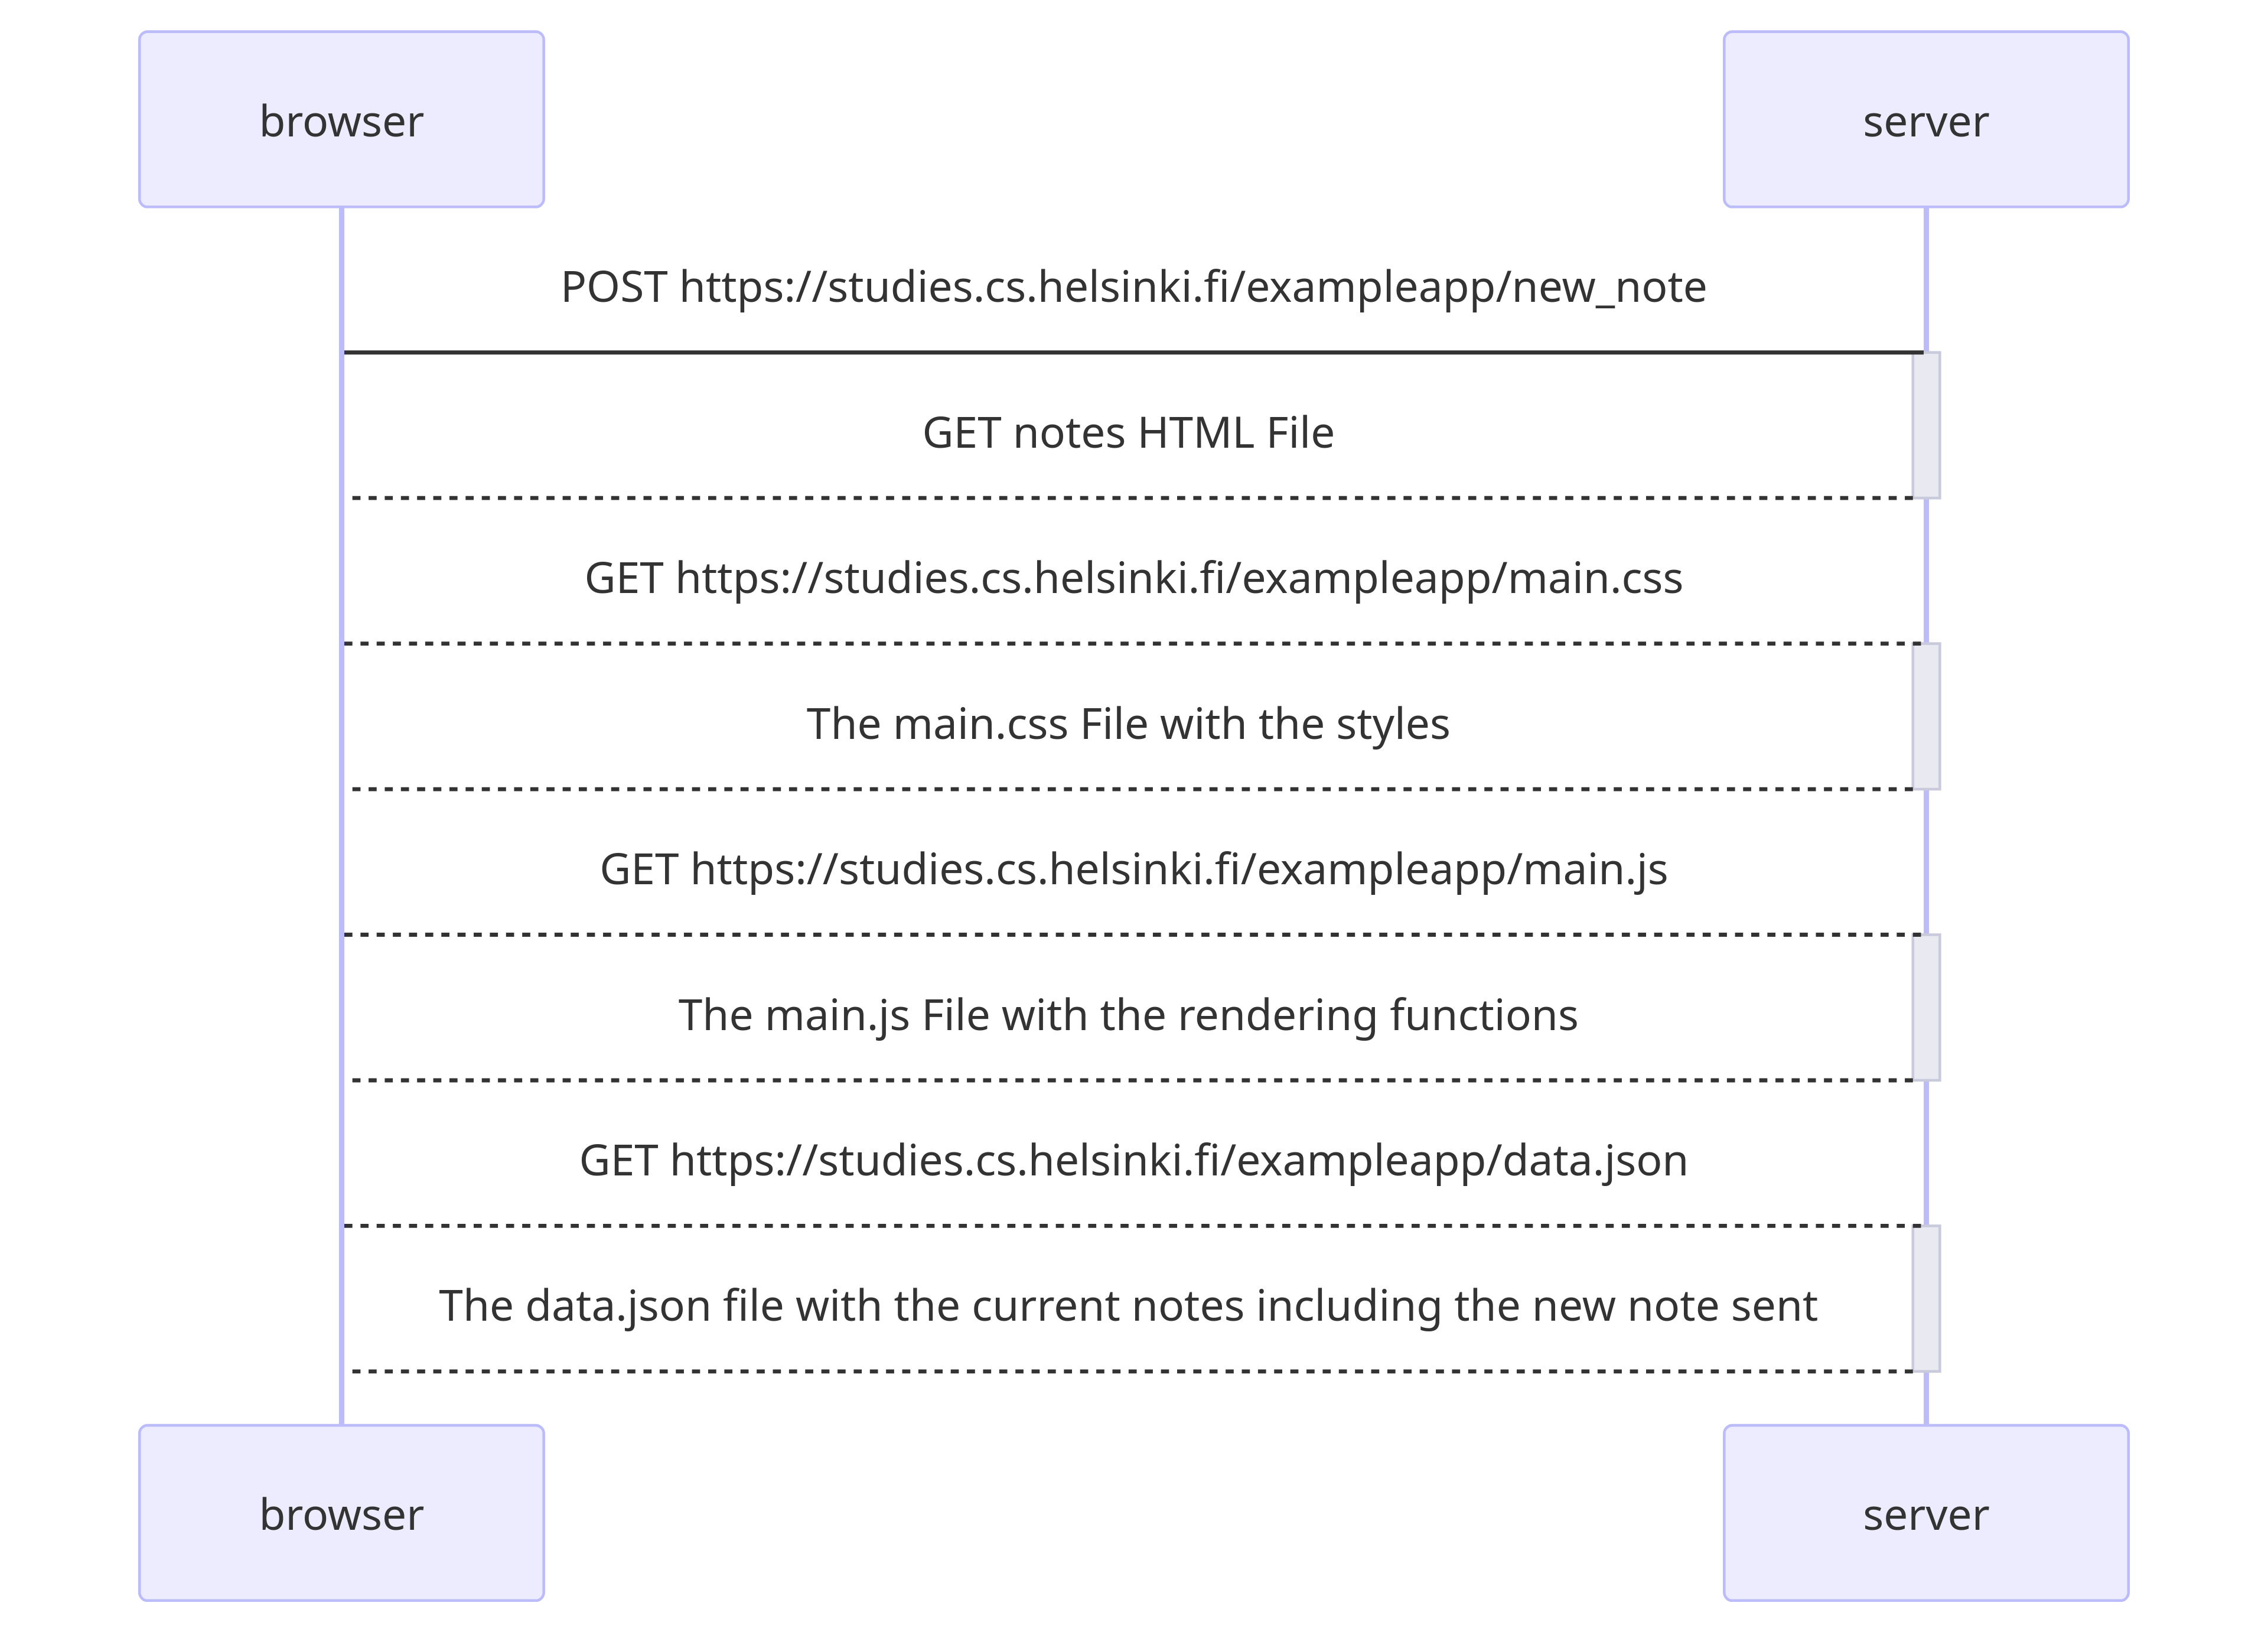 browser
server
POST https://studies.cs.helsinki.fi/exampleapp/new_note
GET notes HTML File
GET https://studies.cs.helsinki.fi/exampleapp/main.css
The main.css File with the styles
GET https://studies.cs.helsinki.fi/exampleapp/main.js
The main.js File with the rendering functions
GET https://studies.cs.helsinki.fi/exampleapp/data.json
The data.json file with the current notes including the new note sent
browser
server